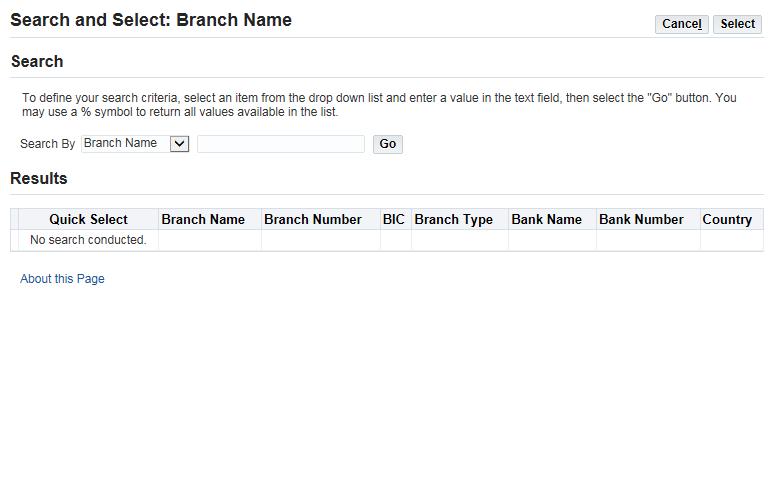 Search and Select: Branch Name
Cancel Select
Search
To define your search criteria, select an item from the drop down list and enter a value in the text field, then select the "Go" button. You
may use a % symbol to return all values available in the list.
Search By Branch Name Go
Results
Quick Select Branch Name Branch Number BIC Branch Type Bank Name Bank Number Country
No search conducted.
About this Page